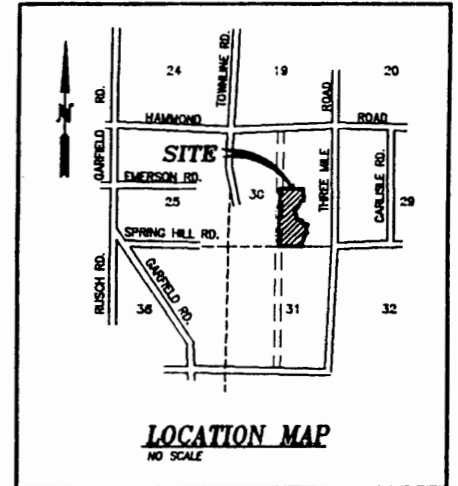 24
TOWNLINE RD.
19
20
GARFIELD RD.
HAMMOND ROAD
SITE
ROAD
THREE MILE
CARLISLE RD.
EMERSON RD.
25
30
29
SPRING HILL RD.
RUSCH RD.
GARFIELD RD.
36
31
32
N
LOCATION MAP
NO SCALE